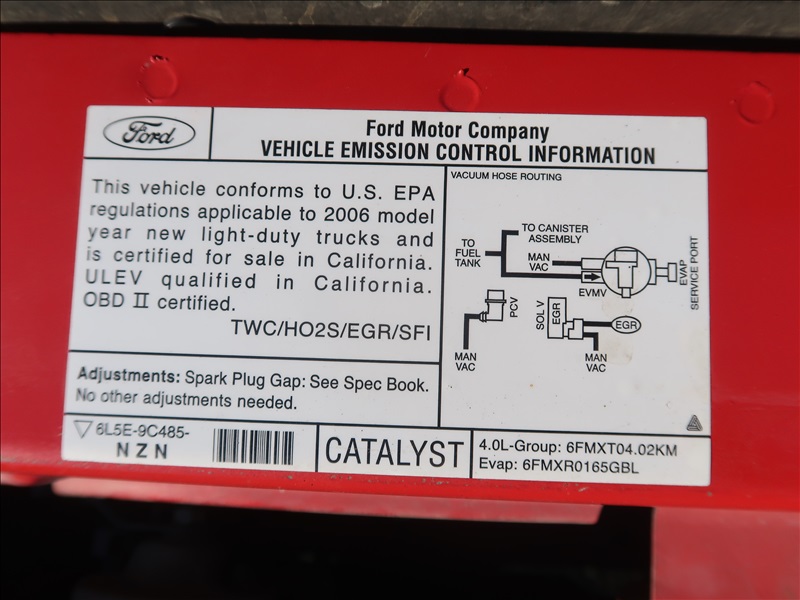 Ford
Ford Motor Company
VEHICLE EMISSION CONTROL INFORMATION
This vehicle conforms to U.S. EPA
regulations applicable to 2006 model
year new light-duty trucks and
is certified for sale in California.
ULEV qualified in California.
OBD II certified.
TWC/HO2S/EGR/SFI
Adjustments: Spark Plug Gap: See Spec Book.
No other adjustments needed.
VACUUM HOSE ROUTING
TO CANISTER
ASSEMBLY
TO
FUEL
TANK
MAN
VAC
EVMV
EVAP
SERVICE PORT
PCV
MAN
VAC
SOL V
EGR
EGR
MAN
VAC
6L5E-9C485-
NZN
CATALYST
4.0L-Group: 6FMXT04.02KM
Evap: 6FMXR0165GBL